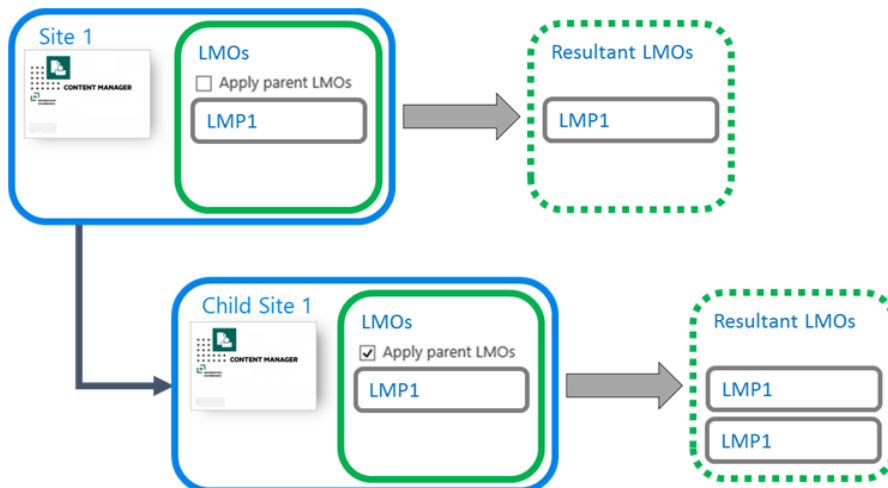 Site 1
CONTENT MANAGER
LMOs
Apply parent LMOs
LMP1
Resultant LMOs
LMP1
Child Site 1
CONTENT MANAGER
LMOs
Apply parent LMOs
LMP1
Resultant LMOs
LMP1
LMP1